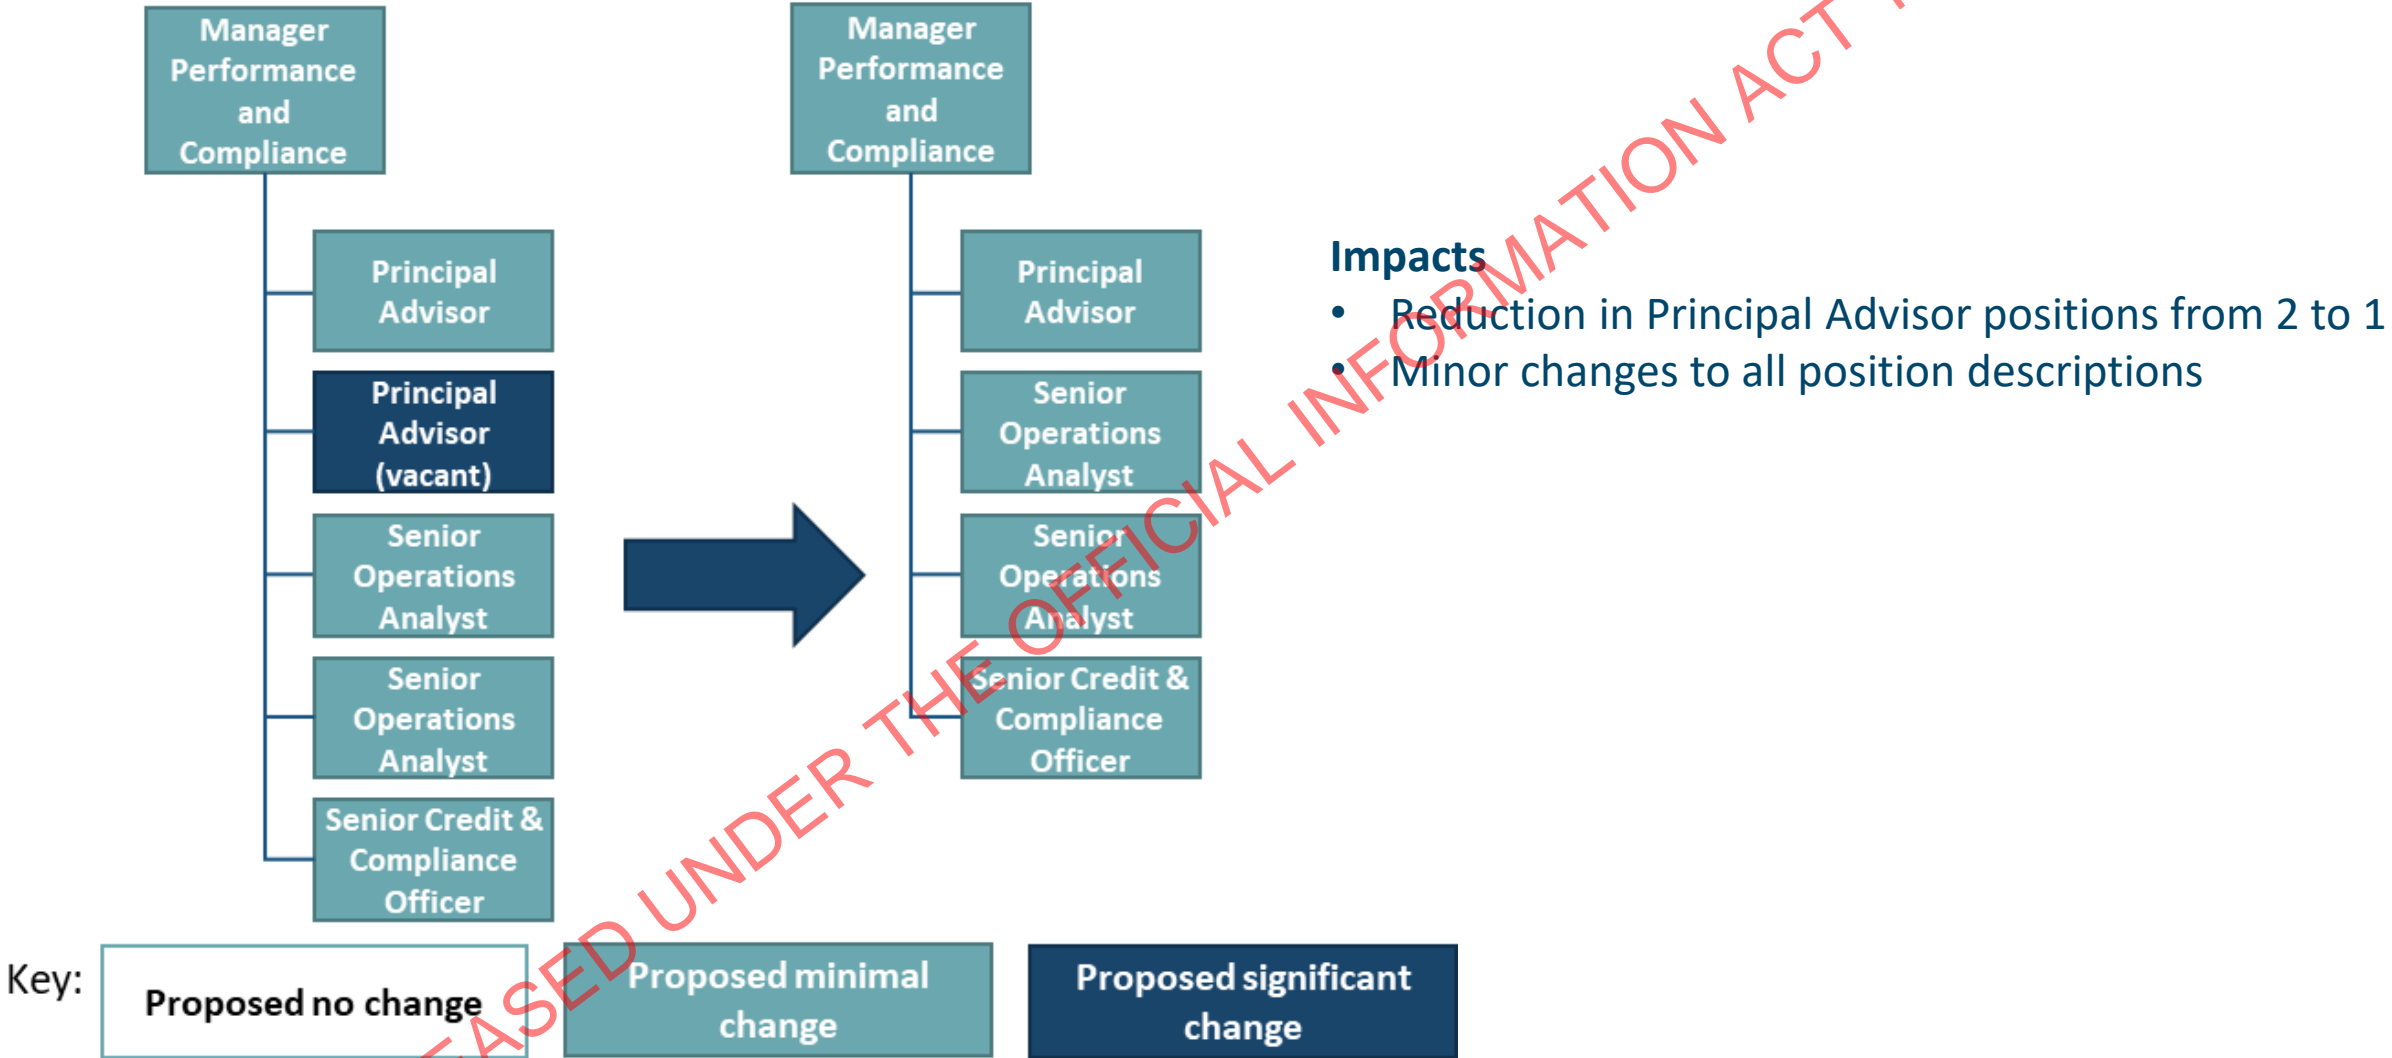 Manager
Performance
and
Compliance
Principal
Advisor
Principal
Advisor
(vacant)
Senior
Operations
Analyst
Senior
Operations
Analyst
Senior Credit &
Compliance
Officer
Manager
Performance
and
Compliance
Principal
Advisor
Senior
Operations
Analyst
Senior
Operations
Analyst
Senior Credit &
Compliance
Officer
Impacts
• Reduction in Principal Advisor positions from 2 to 1
• Minor changes to all position descriptions
Key:
Proposed no change
Proposed minimal
change
Proposed significant
change
UNDER THE OFFICIAL INFORMATION ACT